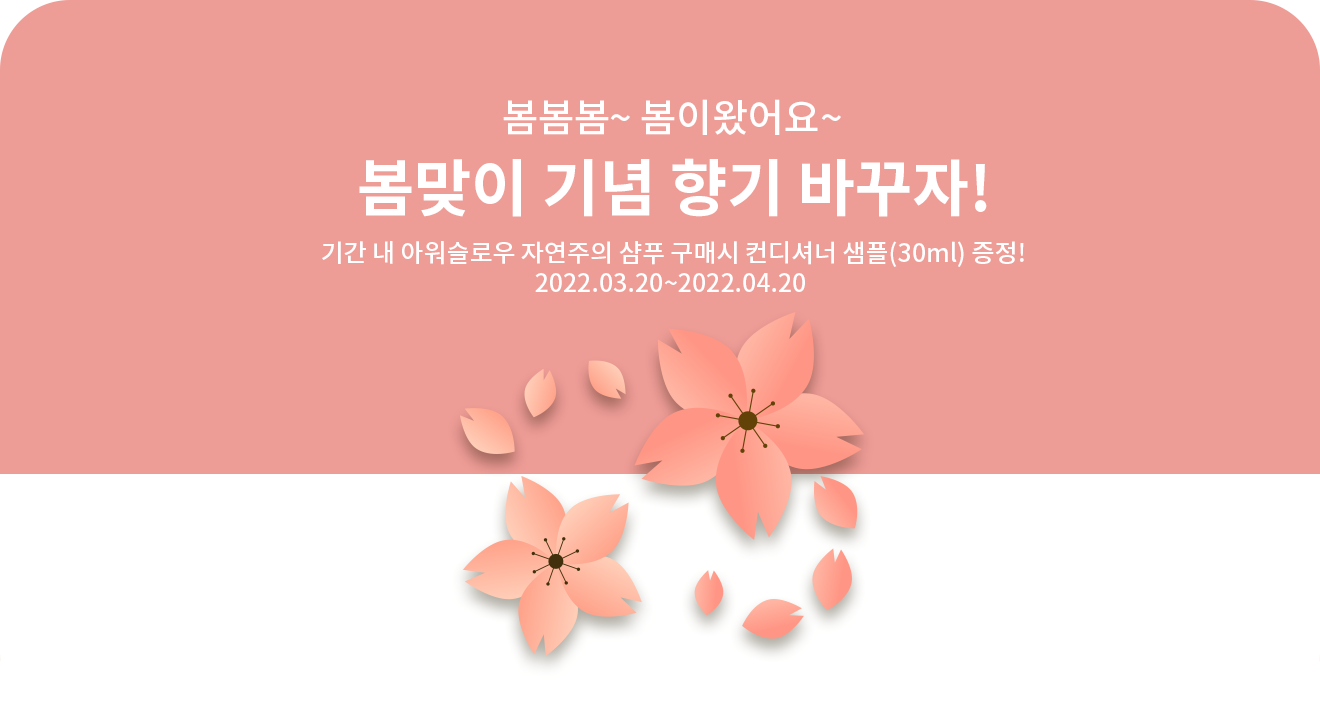 봄봄봄~ 봄이왔어요~
봄맞이 기념 향기 바꾸자!
기간 내 아워슬로우 자연주의 샴푸 구매시 컨디셔너 샘플(30ml) 증정!
2022.03.20~2022.04.20